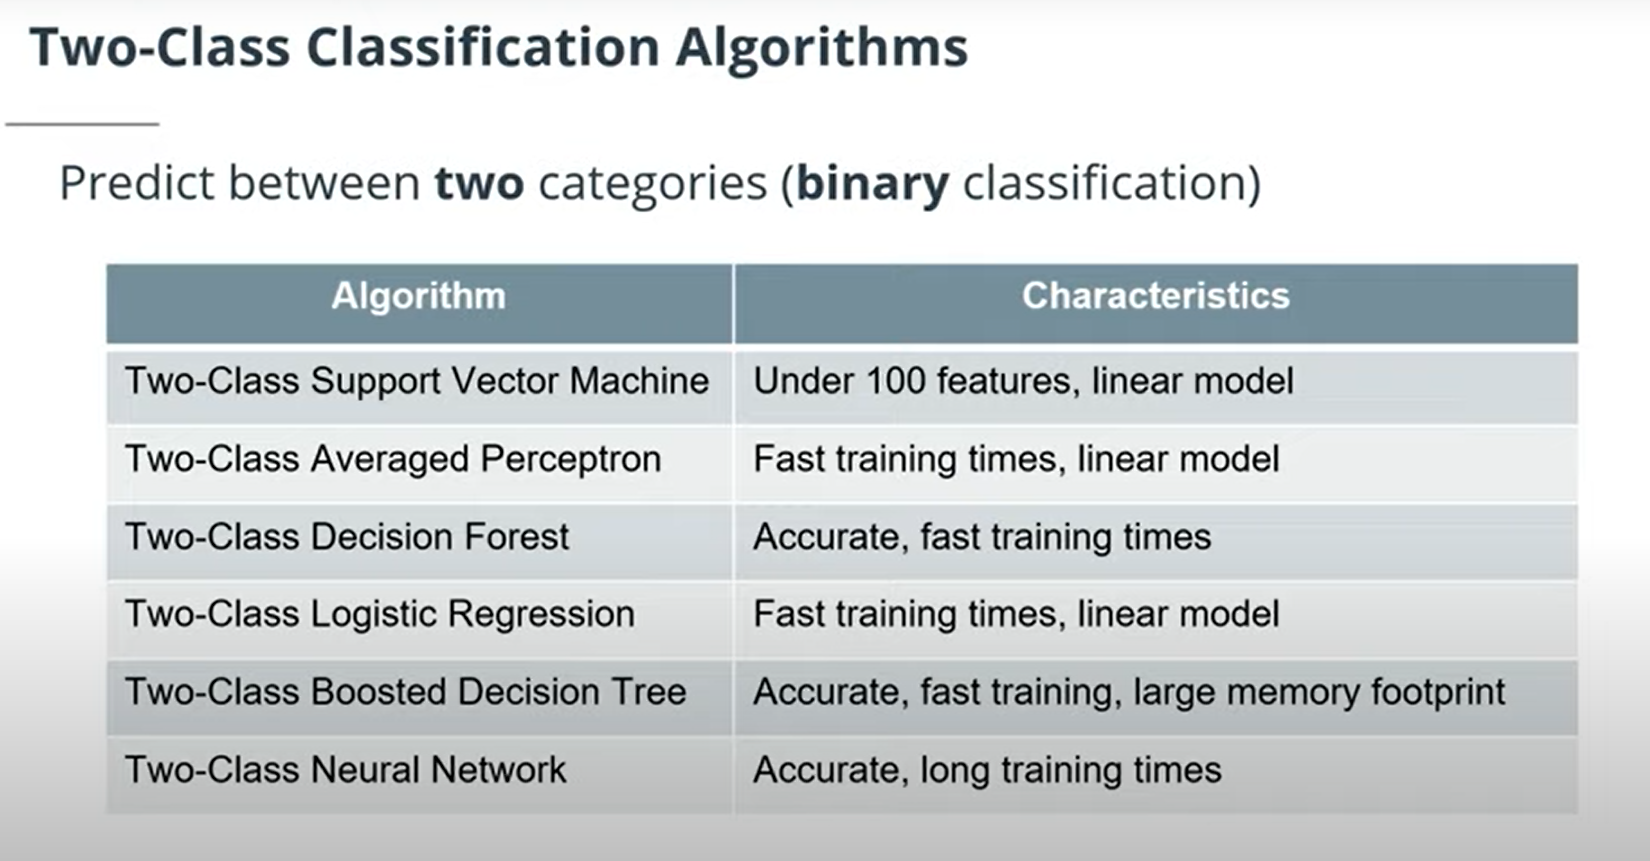 Two-Class Classification Algorithms
Predict between two categories (binary classification)
Algorithm Characteristics
Two-Class Support Vector Machine Under 100 features, linear model
Two-Class Averaged Perceptron Fast training times, linear model
Two-Class Decision Forest Accurate, fast training times
Two-Class Logistic Regression Fast training times, linear model
Two-Class Boosted Decision Tree Accurate, fast training, large memory footprint
Two-Class Neural Network Accurate, long training times